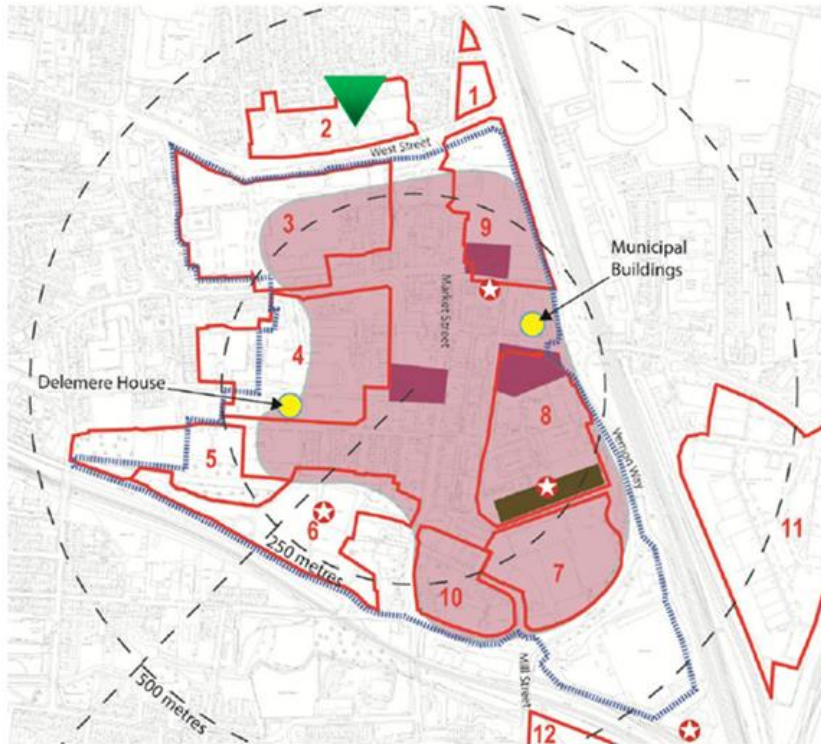 1
2
West Street
3
9
Municipal
Buildings
Market Street
4
Delemere House
8
Vernon Way
5
6
11
250 metres
7
10
Mill Street
500 metres
12